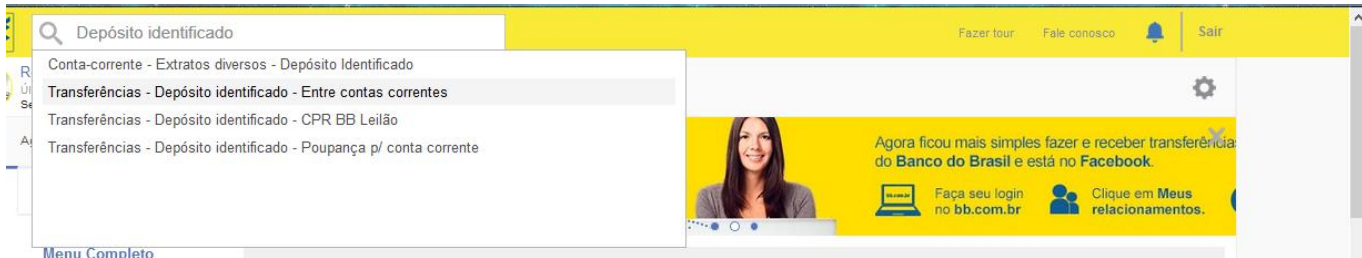 Depósito identificado
Fazer tour
Fale conosco
Sair
Conta-corrente - Extratos diversos - Depósito Identificado
Transferências - Depósito identificado - Entre contas correntes
Transferências - Depósito identificado - CPR BB Leilão
Transferências - Depósito identificado - Poupança p/ conta corrente
Agora ficou mais simples fazer e receber transferências
do Banco do Brasil e está no Facebook.
Faça seu login
no bb.com.br
Clique em Meus
relacionamentos.
Menu Completo